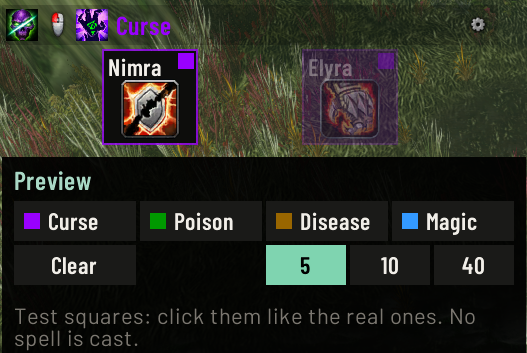 Curse
Nimra
Elyra
Preview
Curse
Poison
Disease
Magic
Clear
5
10
40
Test squares: click them like the real ones. No
spell is cast.